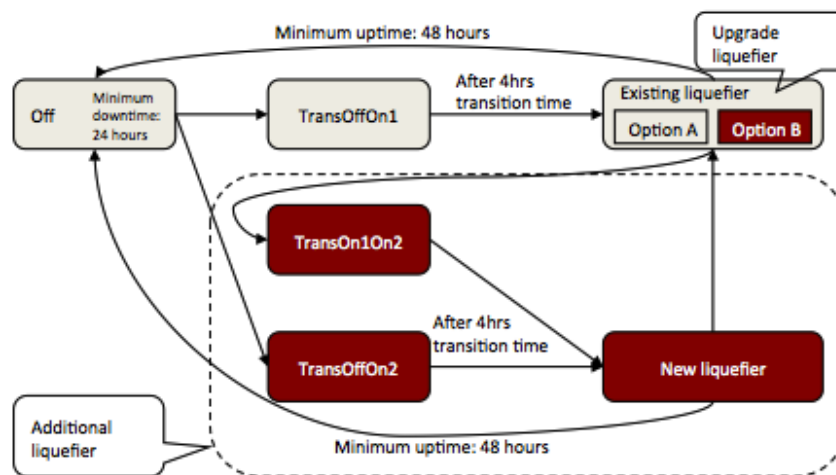 Minimum uptime: 48 hours
Upgrade
liquefier
Off
Minimum
downtime:
24 hours
TransOffOn1
After 4hrs
transition time
Existing liquefier
Option A
Option B
TransOn1On2
After 4hrs
transition time
TransOffOn2
New liquefier
Additional
liquefier
Minimum uptime: 48 hours